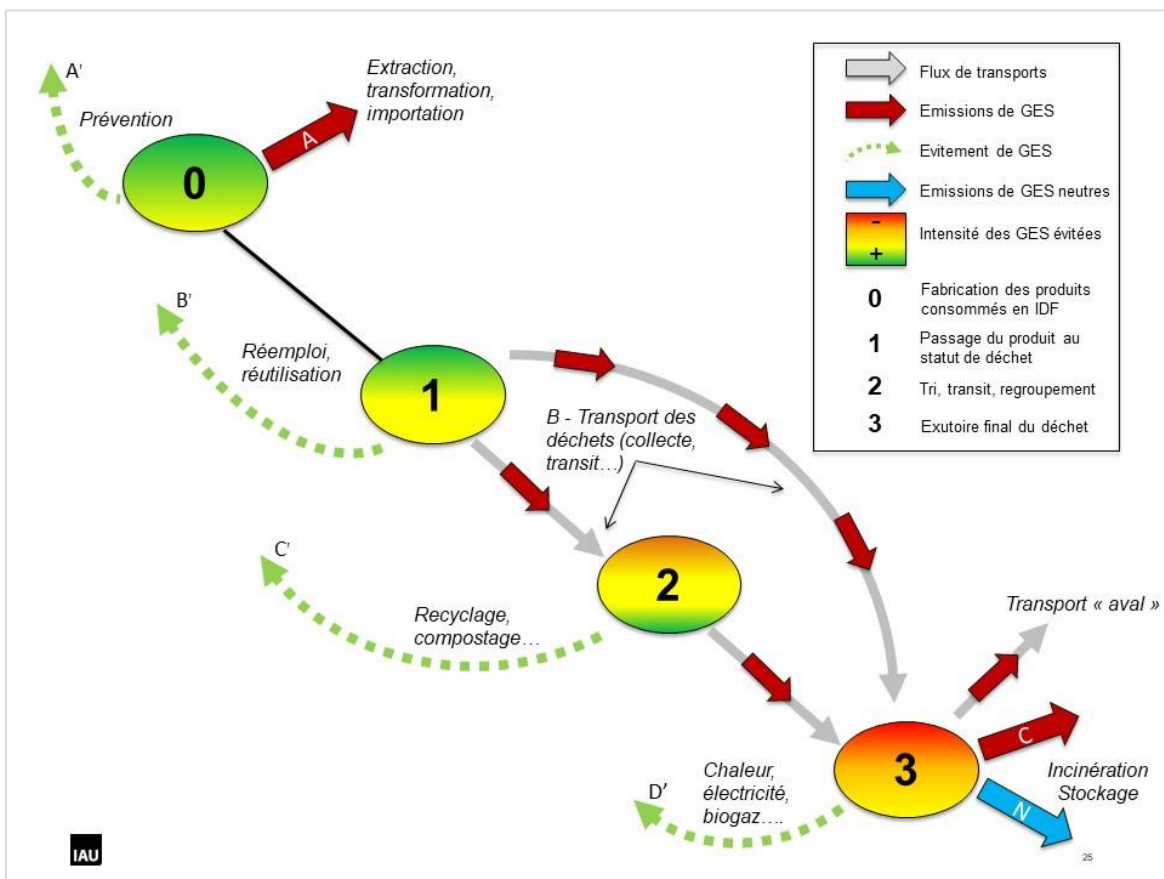 A'
Prévention
0
A
Extraction,
transformation,
importation
B'
Réemploi,
réutilisation
1
B - Transport des
déchets (collecte,
transit…)
C'
Recyclage,
compostage…
2
Transport « aval »
D'
Chaleur,
électricité,
biogaz….
3
C
N
Incinération
Stockage
Flux de transports
Emissions de GES
Evitement de GES
Emissions de GES neutres
-
+
Intensité des GES évitées
0
Fabrication des produits
consommés en IDF
1
Passage du produit au
statut de déchet
2
Tri, transit, regroupement
3
Exutoire final du déchet
IAU
25